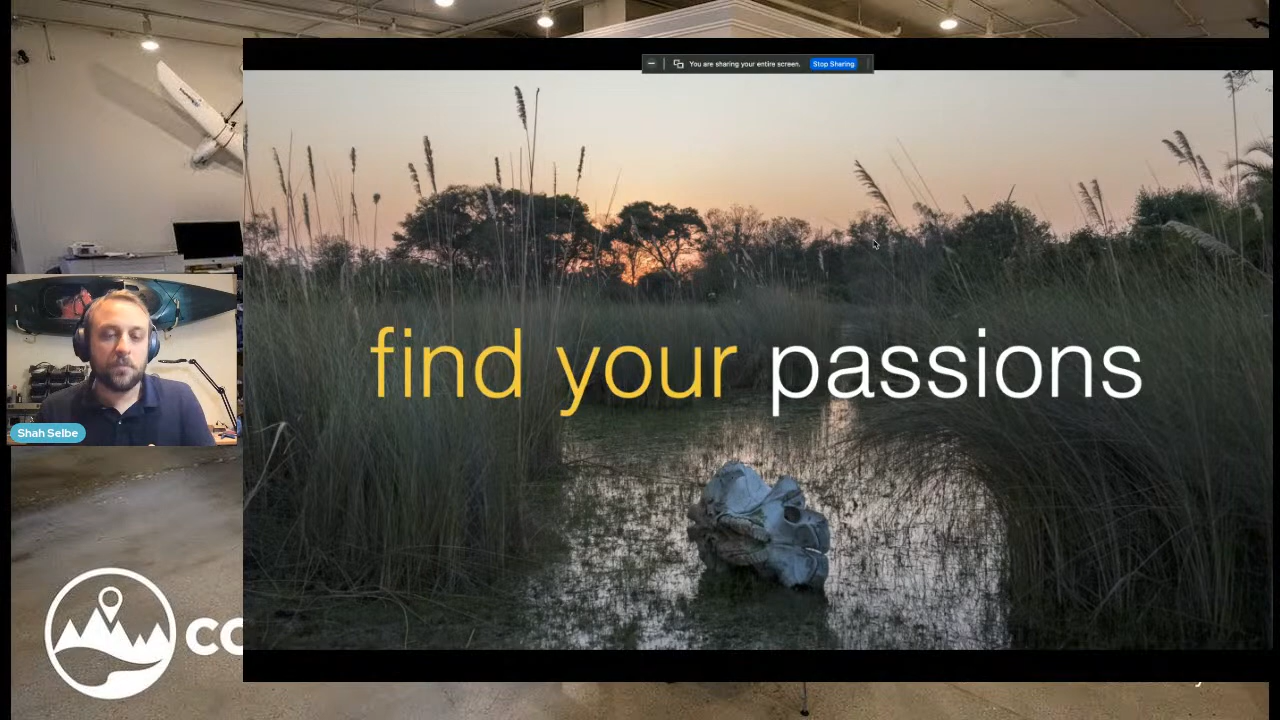 You are sharing your entire screen.
Stop Sharing
find your passions
Shah Selbe
CO